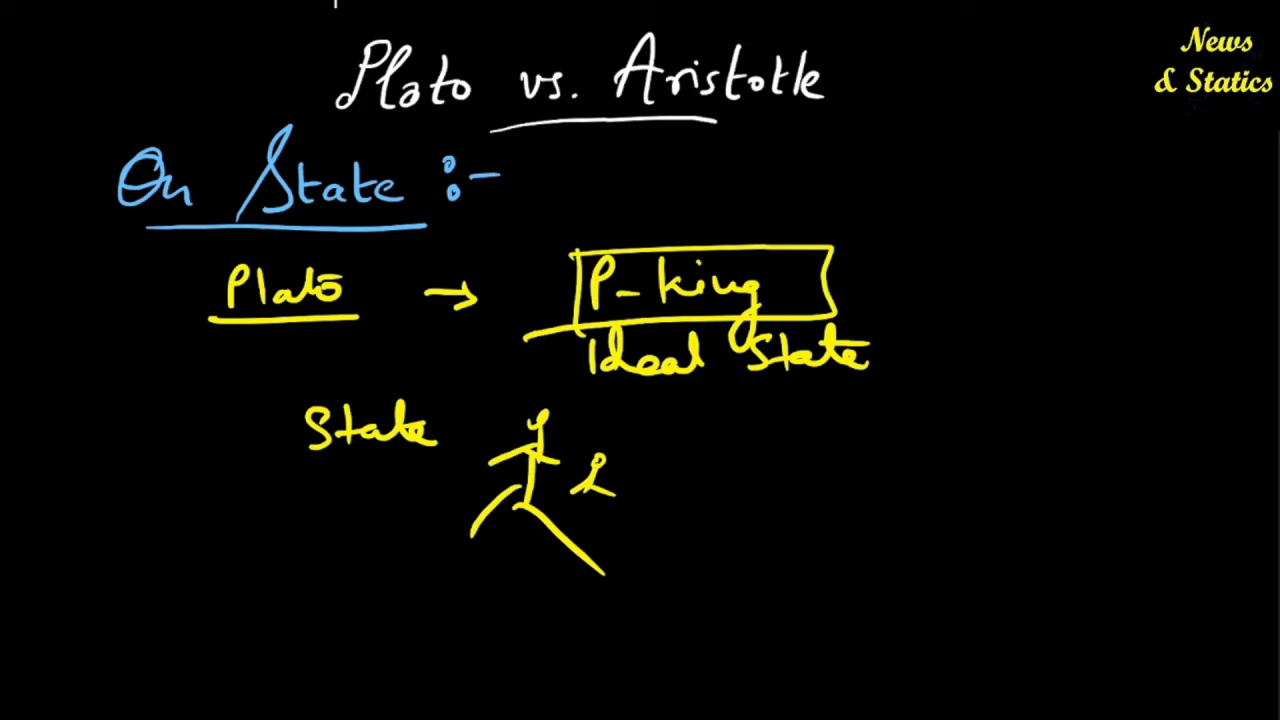 News
& Statics
Plato vs. Aristotle
On State :-
Plato → P-king
Ideal State
State